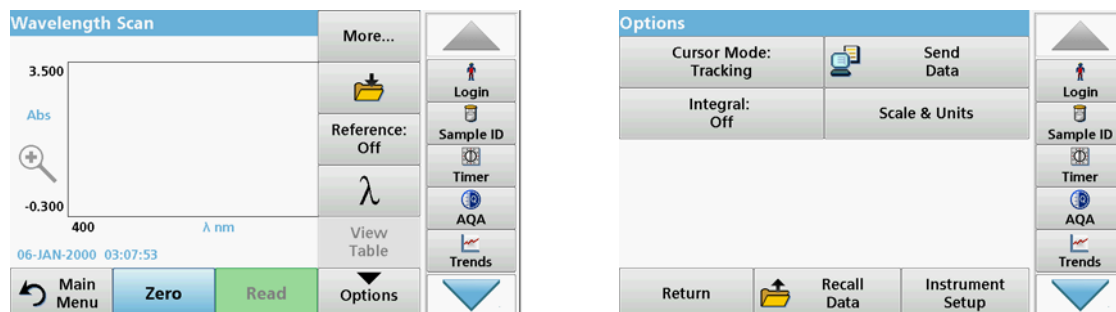 Wavelength Scan
More...
3.500
Abs
-0.300
400
λ nm
06-JAN-2000 03:07:53
Reference:
Off
λ
View
Table
Main
Menu
Zero
Read
Options
Login
Sample ID
Timer
AQA
Trends
Options
Cursor Mode:
Tracking
Send
Data
Integral:
Off
Scale & Units
Return
Recall
Data
Instrument
Setup
Login
Sample ID
Timer
AQA
Trends